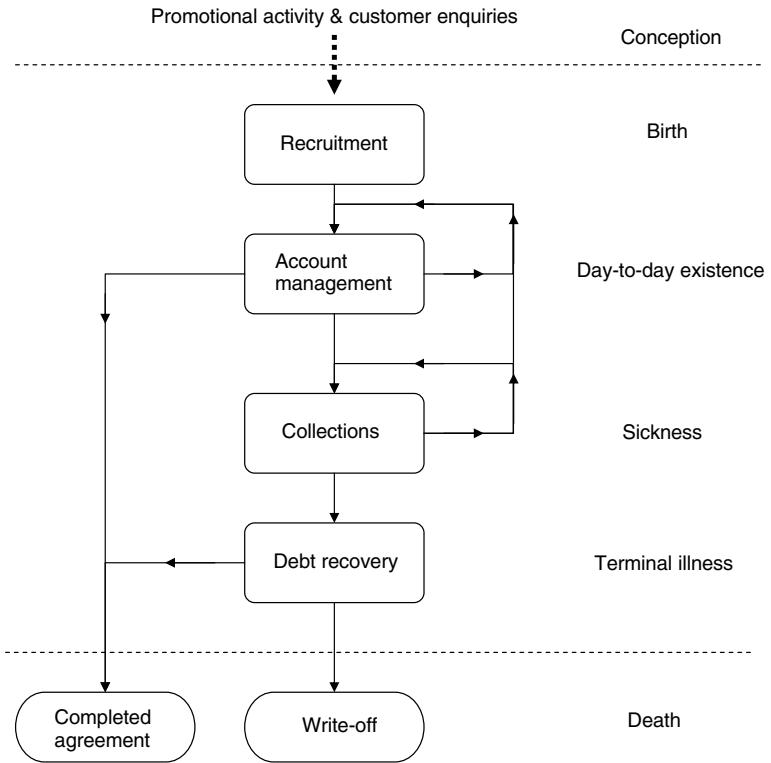 Promotional activity & customer enquiries
Conception
Recruitment
Birth
Account
management
Day-to-day existence
Collections
Sickness
Debt recovery
Terminal illness
Completed
agreement
Write-off
Death